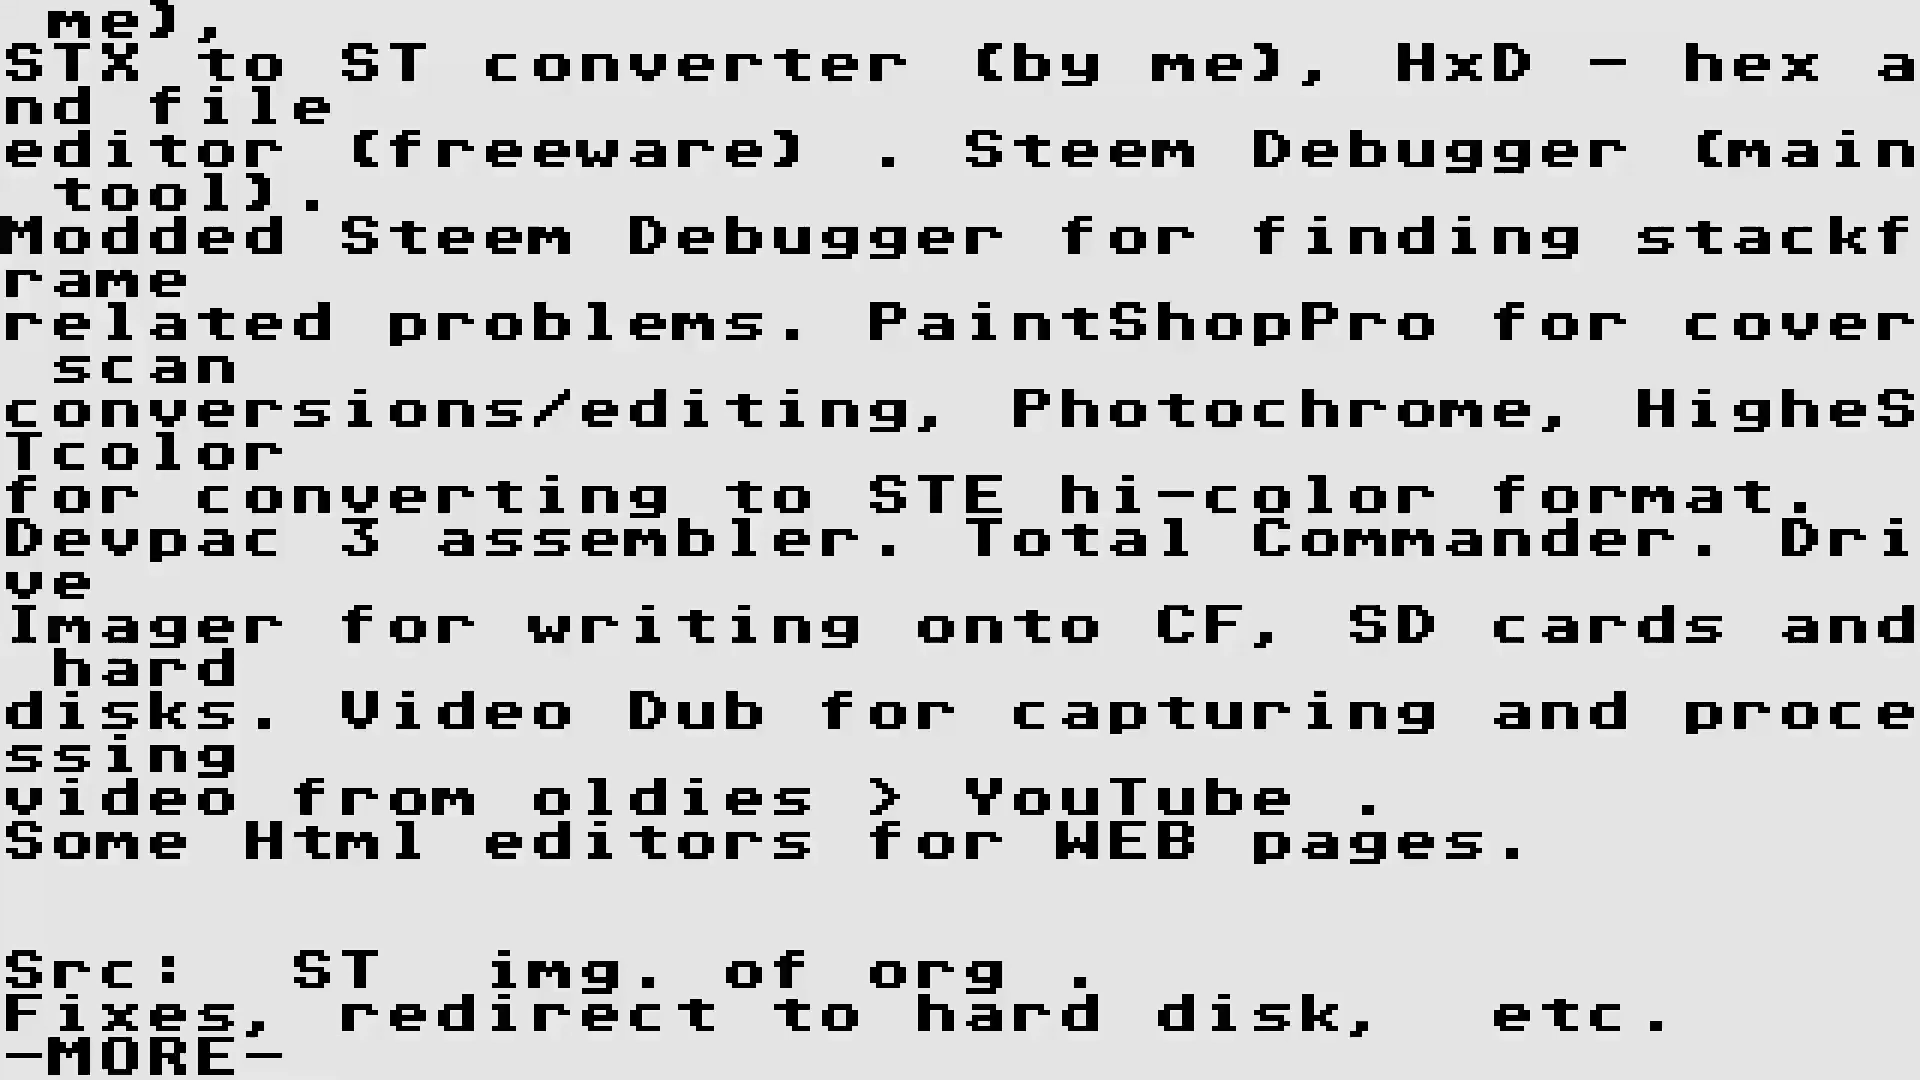 me),
STX to ST converter (by me), HxD - hex a
nd file
editor (freeware) . Steem Debugger (main
 tool).
Modded Steem Debugger for finding stackf
rame
related problems. PaintShopPro for cover
 scan
conversions/editing, Photochrome, HigheS
Tcolor
for converting to STE hi-color format.
Devpac 3 assembler. Total Commander. Dri
ve
Imager for writing onto CF, SD cards and
 hard
disks. Video Dub for capturing and proce
ssing
video from oldies > YouTube .
Some Html editors for WEB pages.
Src:  ST  img. of org .
Fixes, redirect to hard disk,  etc.
-MORE-